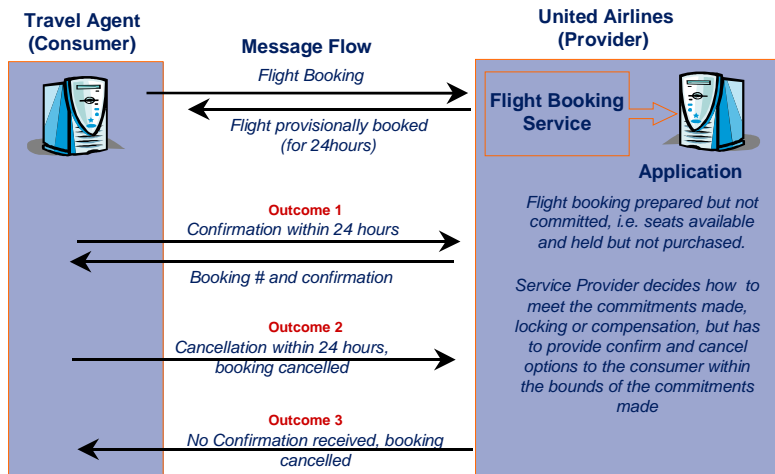 Travel Agent
(Consumer)
Message Flow
United Airlines
(Provider)
Flight Booking
Flight provisionally booked
(for 24hours)
Flight Booking
Service
Application
Outcome 1
Confirmation within 24 hours
Booking # and confirmation
Outcome 2
Cancellation within 24 hours,
booking cancelled
Outcome 3
No Confirmation received, booking
cancelled
Flight booking prepared but not
committed, i.e. seats available
and held but not purchased.
Service Provider decides how to
meet the commitments made,
locking or compensation, but has
to provide confirm and cancel
options to the consumer within
the bounds of the commitments
made